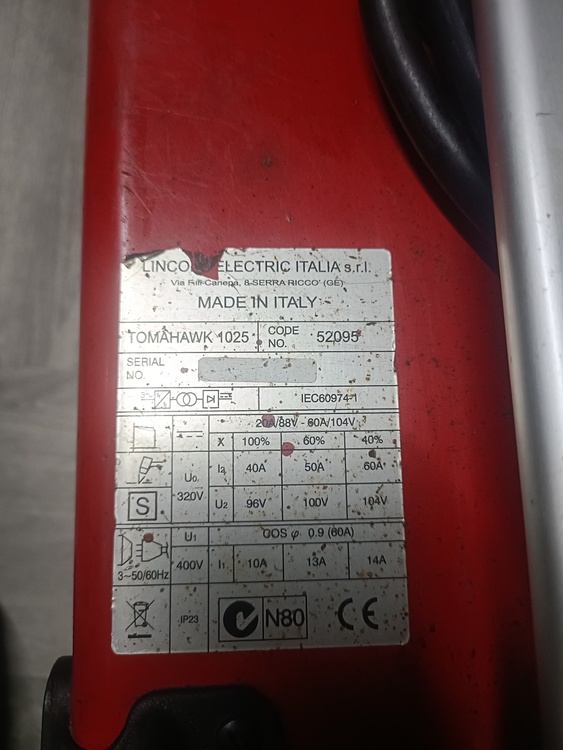 LINCOLN ELECTRIC ITALIA s.r.l.
Via Canepa, 8-SERRA RICCO' (GE)
MADE IN ITALY
TOMAHAWK 1025 CODE NO. 52095
SERIAL NO.
IEC60974-1
20A/88V - 60A/104V
X 100% 60% 40%
I2 40A 50A 60A
S U0 320V U2 96V 100V 104V
U1 COS φ 0.9 (60A)
3~50/60Hz 400V I1 10A 13A 14A
IP23 N80 CE